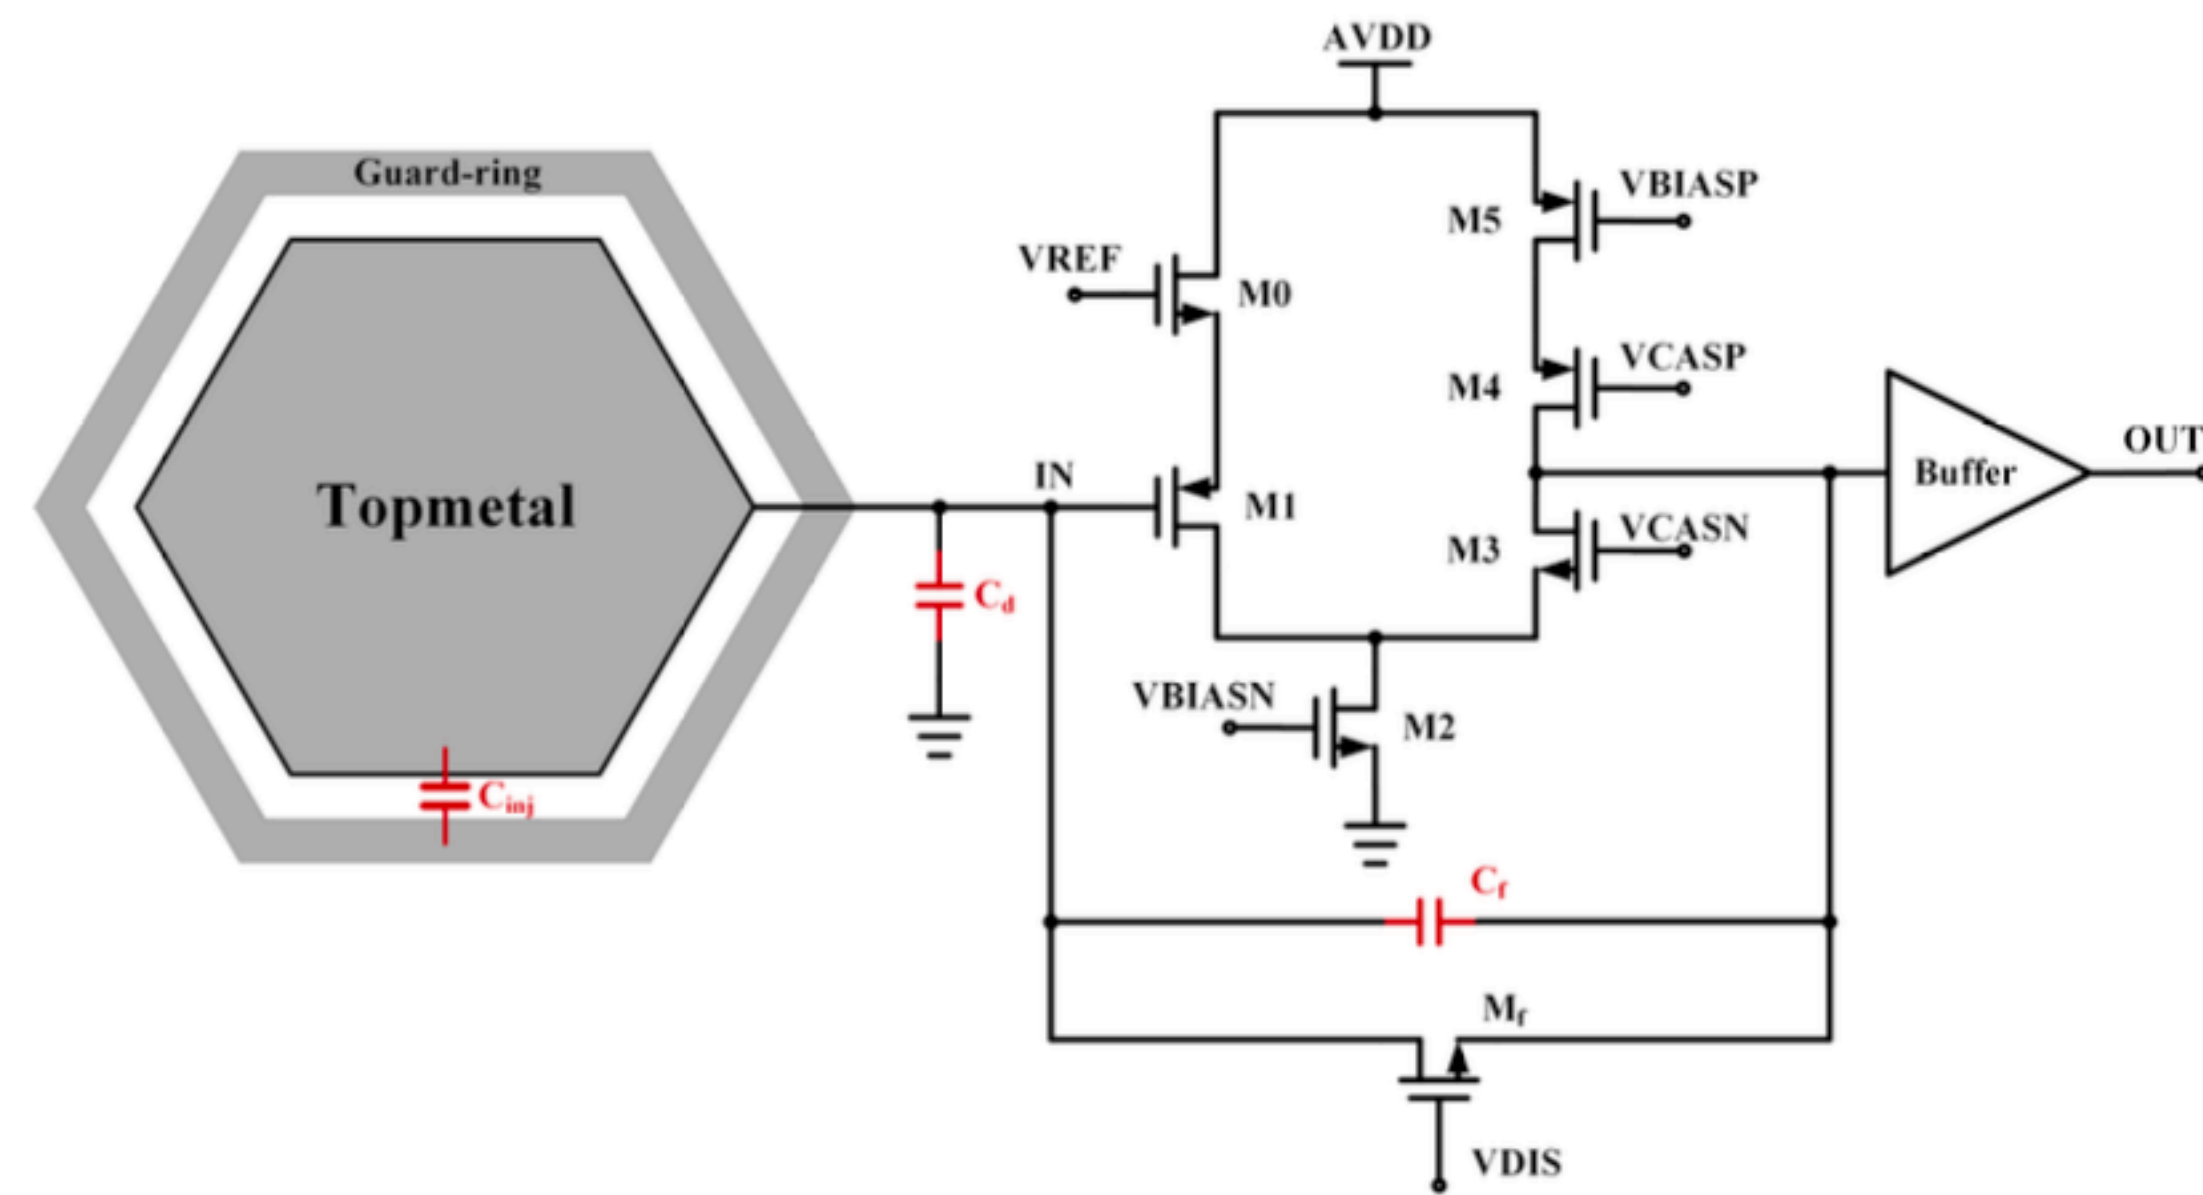 AVDD
Guard-ring
VBIASP
M5
VREF
M0
VCASP
M4
OUT
IN
Topmetal
M1
Buffer
VCASN
M3
Cd
VBIASN
M2
Cinj
Cf
Mf
VDIS